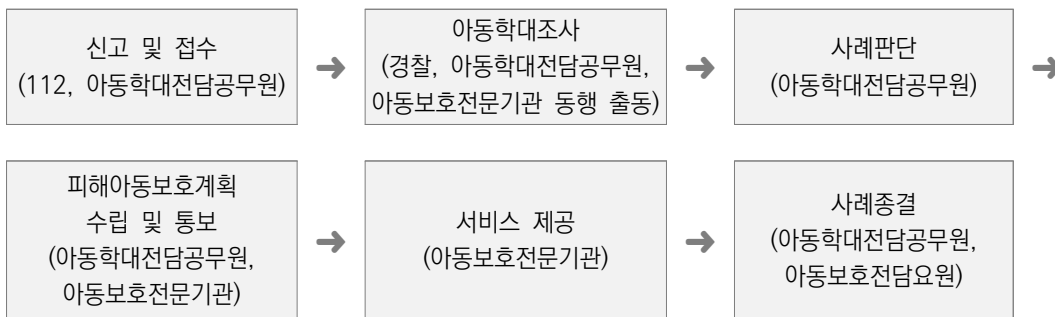 신고 및 접수
(112, 아동학대전담공무원)
➜
아동학대조사
(경찰, 아동학대전담공무원,
아동보호전문기관 동행 출동)
➜
사례판단
(아동학대전담공무원)
➜
피해아동보호계획
수립 및 통보
(아동학대전담공무원,
아동보호전문기관)
➜
서비스 제공
(아동보호전문기관)
➜
사례종결
(아동학대전담공무원,
아동보호전담요원)